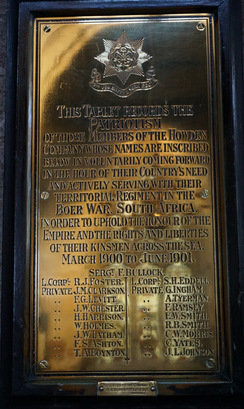 THIS TABLET RECORDS THE
PATRIOTISM
OF THOSE MEMBERS OF THE HOWDEN
COMPANY WHOSE NAMES ARE INSCRIBED
BELOW IN VOLUNTARILY COMING FORWARD
IN THE HOUR OF THEIR COUNTRY'S NEED
AND ACTIVELY SERVING WITH THEIR
TERRITORIAL REGIMENT IN THE
BOER WAR, SOUTH AFRICA,
IN ORDER TO UPHOLD THE HONOUR OF THE
EMPIRE AND THE RIGHTS AND LIBERTIES
OF THEIR KINSMEN ACROSS THE SEA.
MARCH 1900 TO JUNE 1901.
SERGT. F. BULLOCK.
L. CORPL: R.J. POSTER. L. CORPL: S.H. EDDELL.
PRIVATE J.M. CLARKSON. PRIVATE G. INGHAM.
" F.G. LEVITT. " A. TYERMAN.
" J.W. CHESTER. " F. RAMSEY.
" H. HARRISON. " E.W. SMITH.
" W. HOLMES. " R.B. SMITH.
" J.W. LATHAM. " C.W. MORRIS.
" F.S. ASHTON. " C. YATES.
" T.A. BOYNTON. " J.L. JOHNSON.